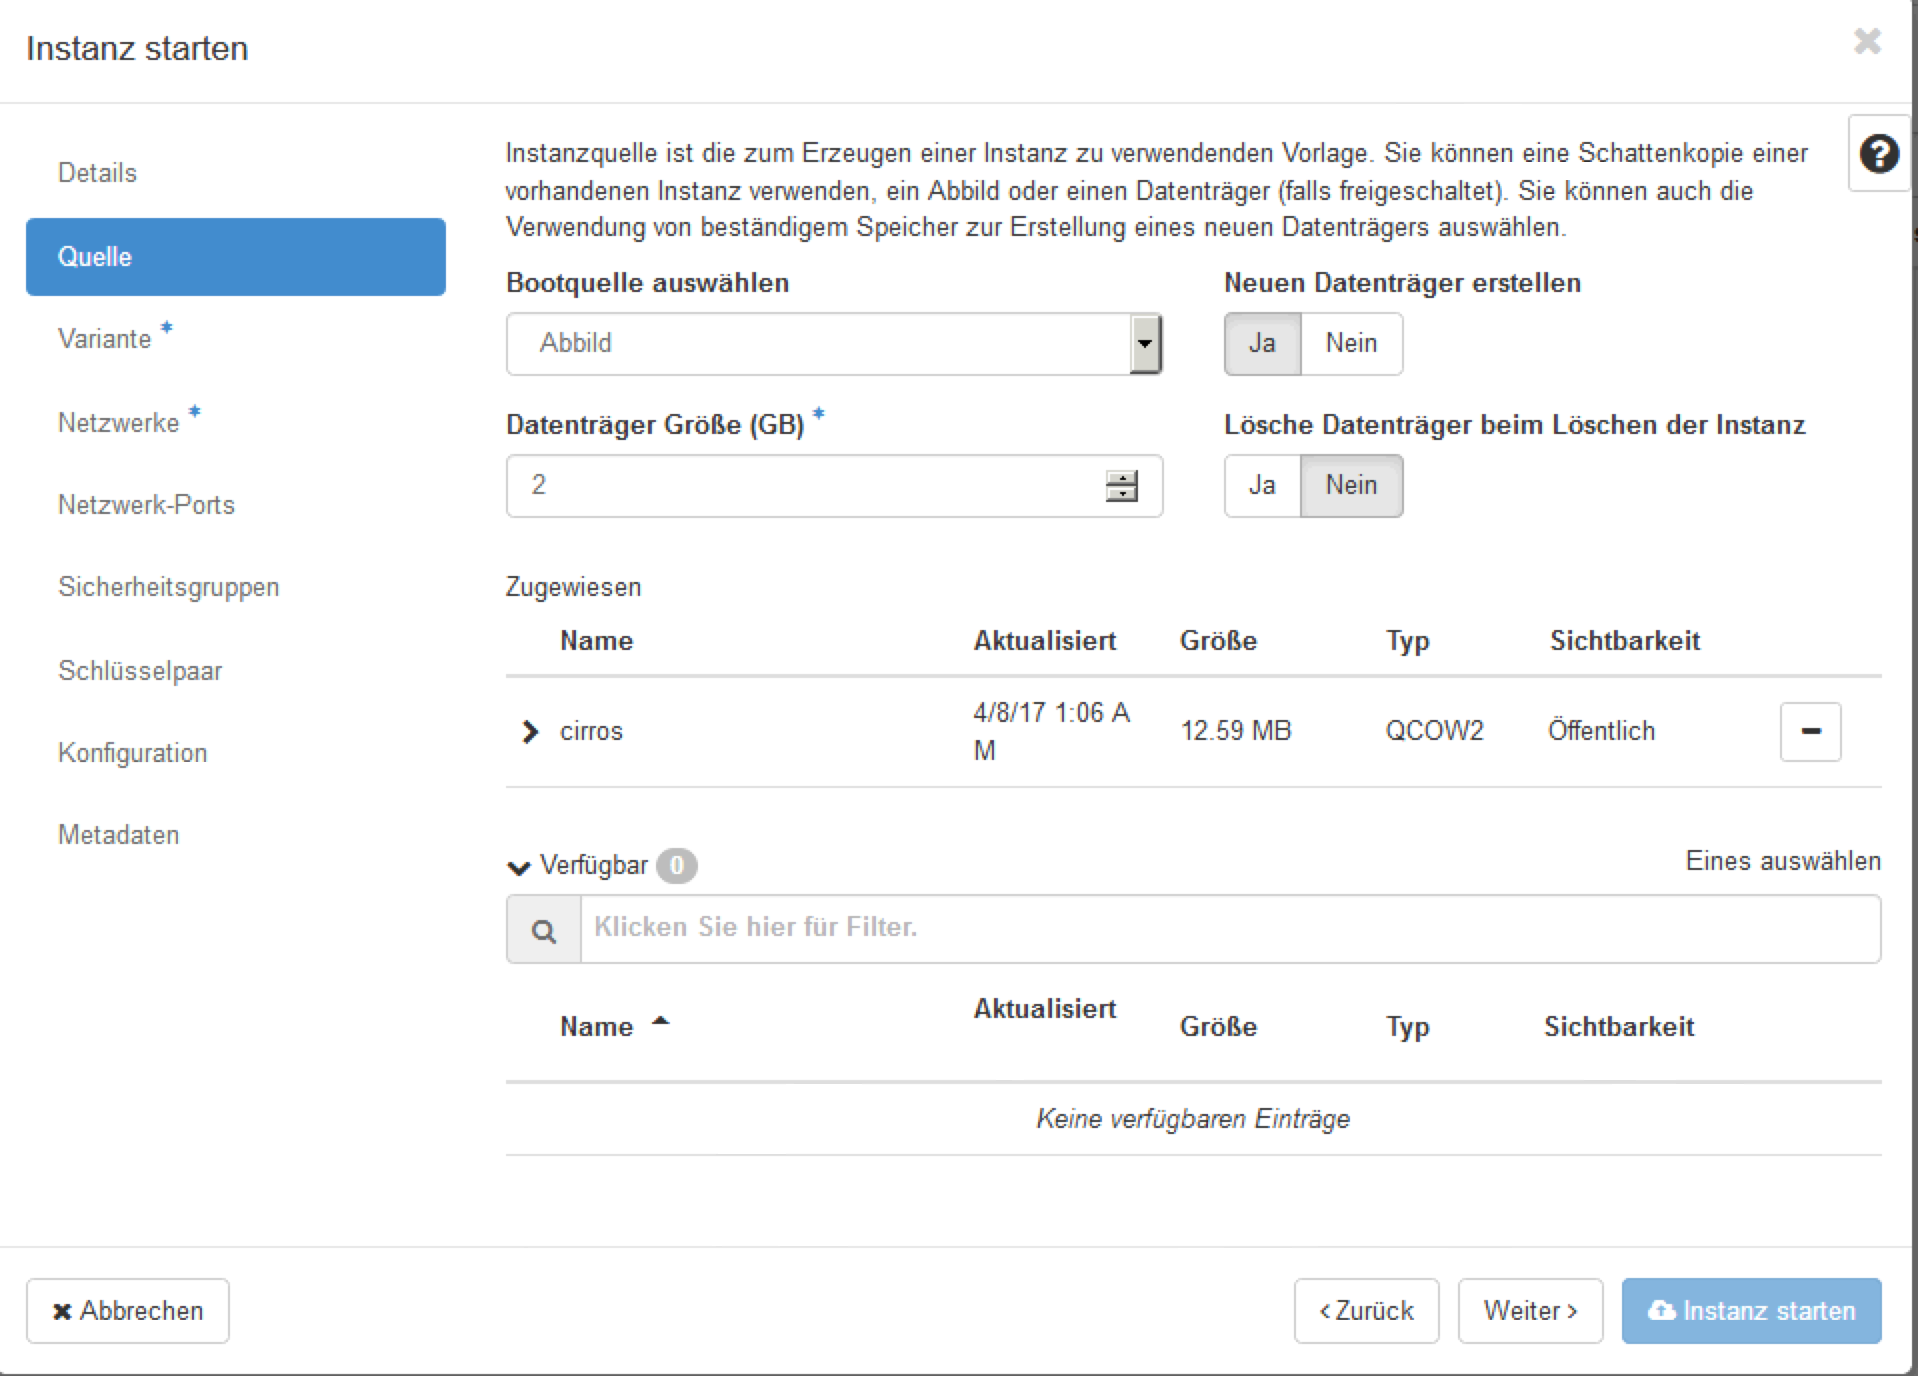 Instanz starten
Details
Quelle
Variante *
Netzwerke *
Netzwerk-Ports
Sicherheitsgruppen
Schlüsselpaar
Konfiguration
Metadaten
Instanzquelle ist die zum Erzeugen einer Instanz zu verwendenden Vorlage. Sie können eine Schattenkopie einer
vorhandenen Instanz verwenden, ein Abbild oder einen Datenträger (falls freigeschaltet). Sie können auch die
Verwendung von beständigem Speicher zur Erstellung eines neuen Datenträgers auswählen.
Bootquelle auswählen
Abbild
Neuen Datenträger erstellen
Ja Nein
Datenträger Größe (GB) *
2
Lösche Datenträger beim Löschen der Instanz
Ja Nein
Zugewiesen
Name Aktualisiert Größe Typ Sichtbarkeit
cirros 4/8/17 1:06 A 12.59 MB QCOW2 Öffentlich
M
Verfügbar 0 Eines auswählen
Klicken Sie hier für Filter.
Name Aktualisiert Größe Typ Sichtbarkeit
Keine verfügbaren Einträge
Abbrechen
< Zurück
Weiter >
Instanz starten